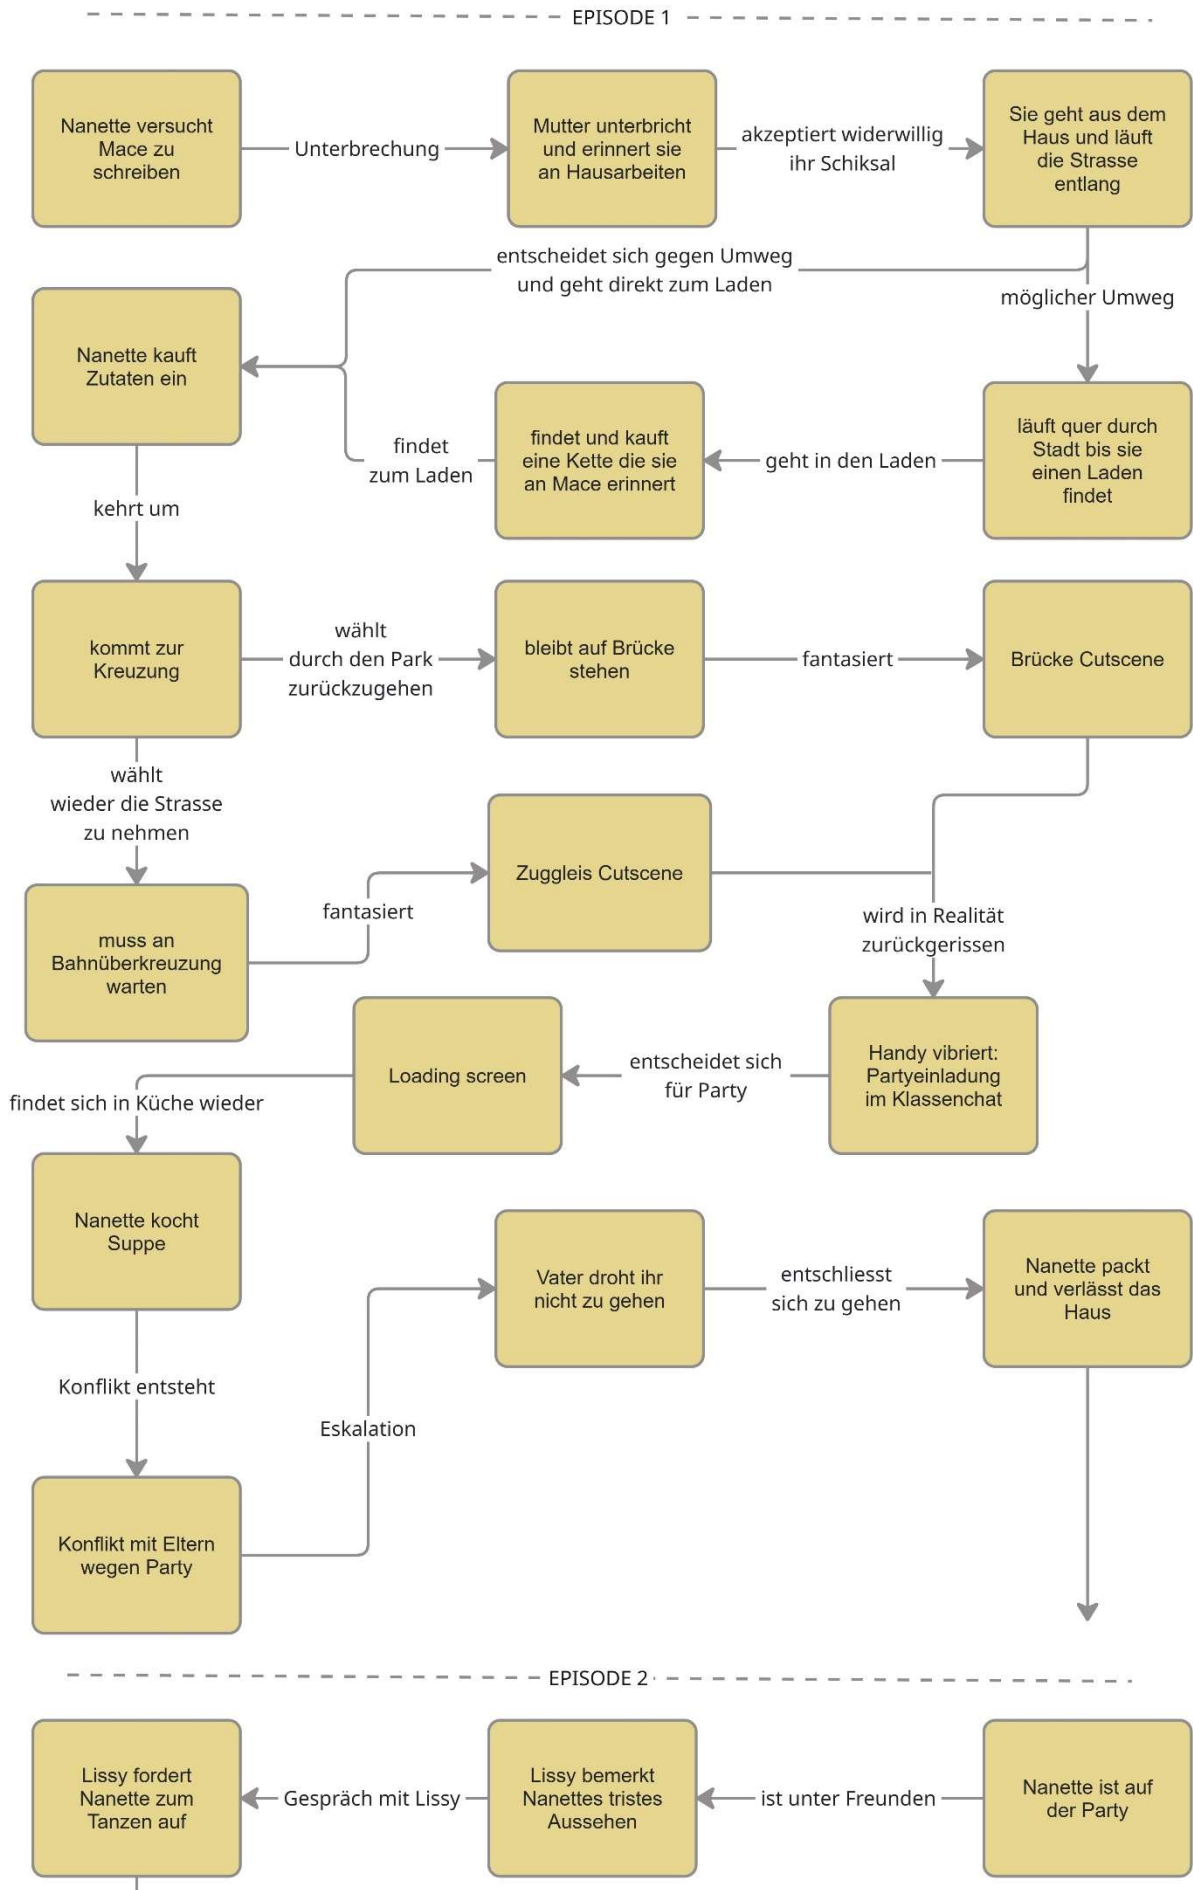 EPISODE 1
Nanette versucht
Mace zu
schreiben
Unterbrechung
Mutter unterbricht
und erinnert sie
an Hausarbeiten
akzeptiert widerwillig
ihr Schiksal
Sie geht aus dem
Haus und läuft
die Strasse
entlang
entscheidet sich gegen Umweg
und geht direkt zum Laden
möglicher Umweg
Nanette kauft
Zutaten ein
findet
zum Laden
findet und kauft
eine Kette die sie
an Mace erinnert
geht in den Laden
läuft quer durch
Stadt bis sie
einen Laden
findet
kehrt um
kommt zur
Kreuzung
wählt
durch den Park
zurückzugehen
bleibt auf Brücke
stehen
fantasiert
Brücke Cutscene
wählt
wieder die Strasse
zu nehmen
muss an
Bahnüberkreuzung
warten
fantasiert
Zuggleis Cutscene
wird in Realität
zurückgerissen
Handy vibriert:
Partyeinladung
im Klassenchat
entscheidet sich
für Party
Loading screen
findet sich in Küche wieder
Nanette kocht
Suppe
Konflikt entsteht
Konflikt mit Eltern
wegen Party
Eskalation
Vater droht ihr
nicht zu gehen
entschliesst
sich zu gehen
Nanette packt
und verlässt das
Haus
EPISODE 2
Lissy fordert
Nanette zum
Tanzen auf
Gespräch mit Lissy
Lissy bemerkt
Nanettes tristes
Aussehen
ist unter Freunden
Nanette ist auf
der Party